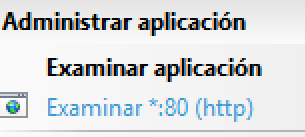 Administrar aplicación
Examinar aplicación
Examinar *:80 (http)